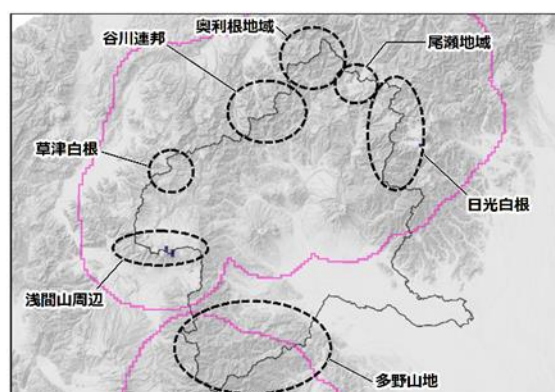 奥利根地域
谷川連邦
尾瀬地域
草津白根
日光白根
浅間山周辺
多野山地